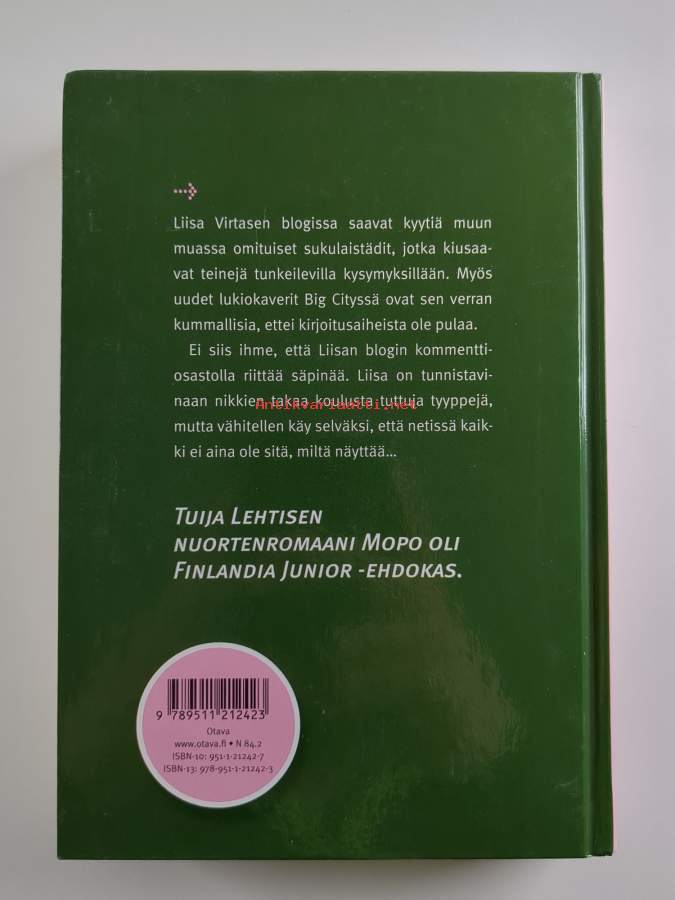 Liisa Virtasen blogissa saavat kyytiä muun
muassa omituiset sukulaistädit, jotka kiusaa-
vat teinejä tunkeilevilla kysymyksillään. Myös
uudet lukiokaverit Big Cityssä ovat sen verran
kummallisia, ettei kirjoitusaiheista ole pulaa.
Ei siis ihme, että Liisan blogin kommentti-
osastolla riittää säpinää. Liisa on tunnistavi-
naan nikkien takaa koulusta tuttuja tyyppejä,
Antikvariaatti.net
mutta vähitellen käy selväksi, että netissä kaik-
ki ei aina ole sitä, miltä näyttää...
Tuija Lehtisen
nuortenromaani Mopo oli
Finlandia Junior -ehdokas.
9 789511 212423
Otava
www.otava.fi • N 84.2
ISBN-10: 951-1-21242-7
ISBN-13: 978-951-1-21242-3